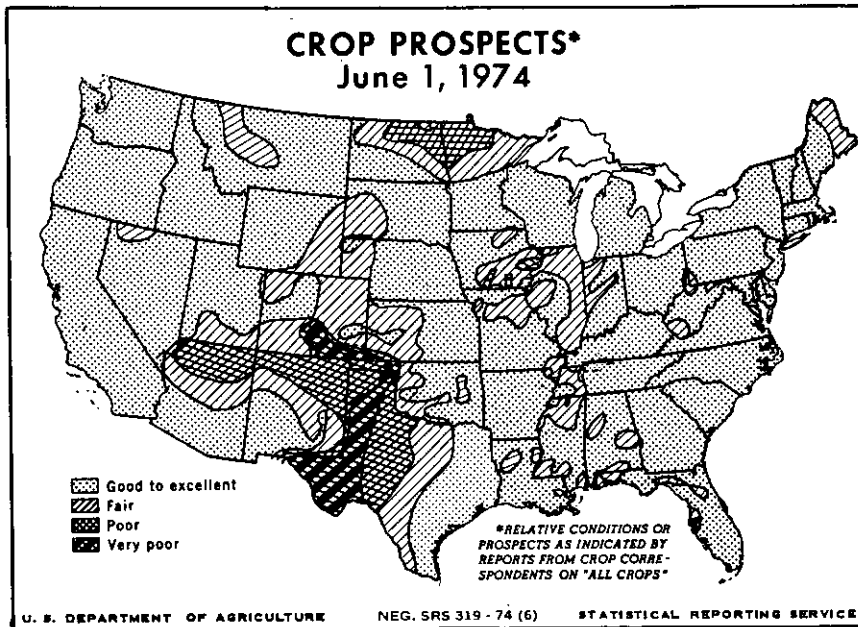 CROP PROSPECTS*
June 1, 1974
Good to excellent
Fair
Poor
Very poor
*RELATIVE CONDITIONS OR
PROSPECTS AS INDICATED BY
REPORTS FROM CROP CORRE-
SPONDENTS ON "ALL CROPS"
U. S. DEPARTMENT OF AGRICULTURE NEG. SRS 319 - 74 (6) STATISTICAL REPORTING SERVICE